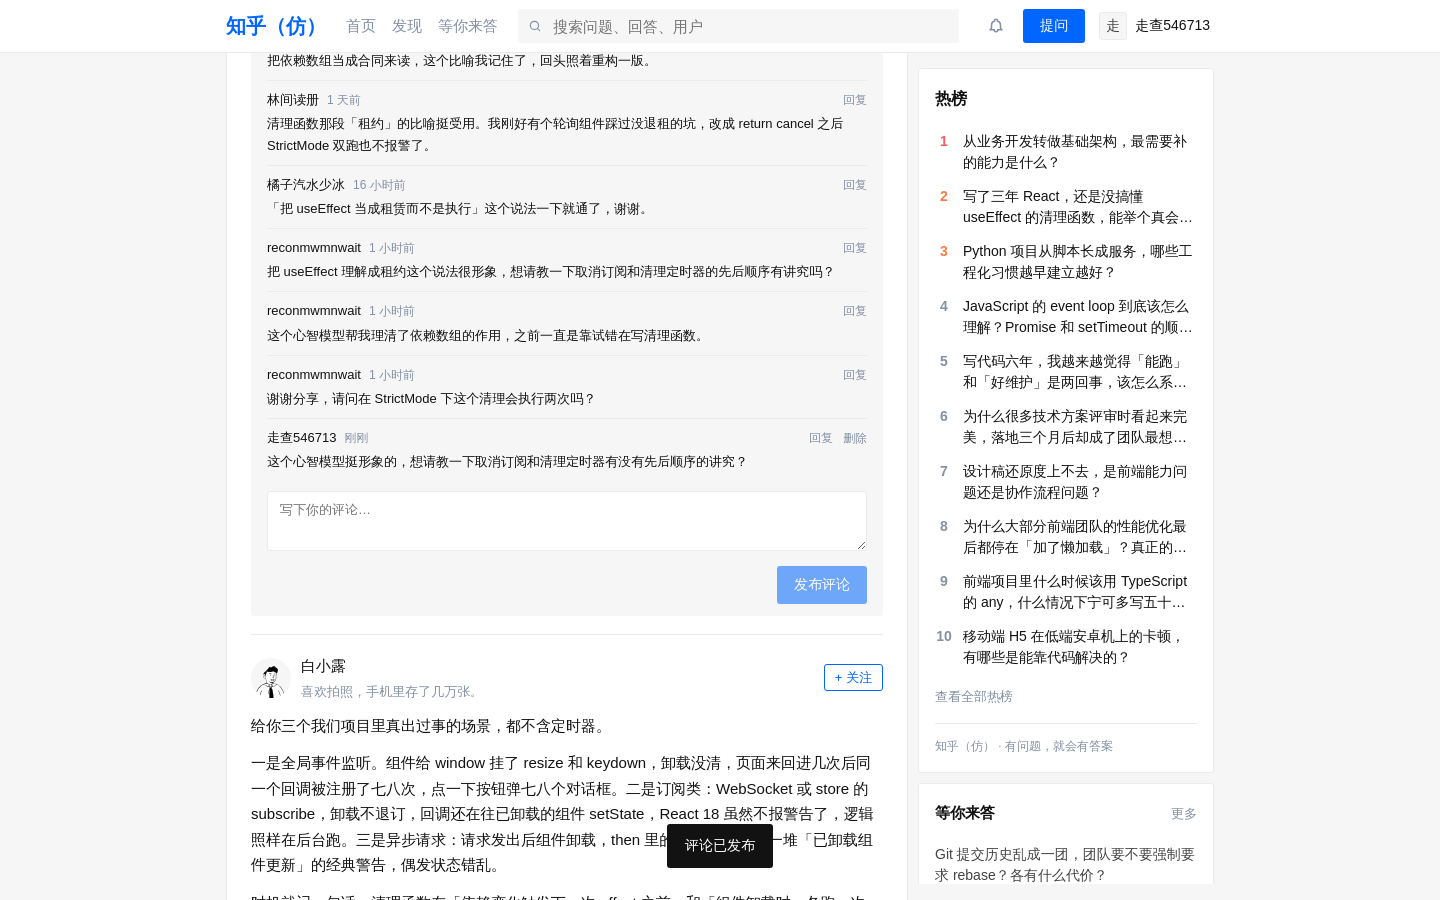 知乎（仿） 首页 发现 等你来答 搜索问题、回答、用户 提问 走 走查546713
把依赖数组当成合同来读，这个比喻我记住了，回头照着重构一版。
林间读册 1 天前 回复
清理函数那段「租约」的比喻挺受用。我刚好有个轮询组件踩过没退租的坑，改成 return cancel 之后
StrictMode 双跑也不报警了。
橘子汽水少冰 16 小时前 回复
「把 useEffect 当成租赁而不是执行」这个说法一下就通了，谢谢。
reconmwmnwait 1 小时前 回复
把 useEffect 理解成租约这个说法很形象，想请教一下取消订阅和清理定时器的先后顺序有讲究吗？
reconmwmnwait 1 小时前 回复
这个心智模型帮我理清了依赖数组的作用，之前一直是靠试错在写清理函数。
reconmwmnwait 1 小时前 回复
谢谢分享，请问在 StrictMode 下这个清理会执行两次吗？
走查546713 刚刚 回复 删除
这个心智模型挺形象的，想请教一下取消订阅和清理定时器有没有先后顺序的讲究？
写下你的评论…
发布评论
白小露
喜欢拍照，手机里存了几万张。
+ 关注
给你三个我们项目里真出过事的场景，都不含定时器。
一是全局事件监听。组件给 window 挂了 resize 和 keydown，卸载没清，页面来回进几次后同
一个回调被注册了七八次，点一下按钮弹七八个对话框。二是订阅类：WebSocket 或 store 的
subscribe，卸载不退订，回调还在往已卸载的组件 setState，React 18 虽然不报警告了，逻辑
照样在后台跑。三是异步请求：请求发出后组件卸载，then 里的 一堆「已卸载组
件更新」的经典警告，偶发状态错乱。
评论已发布
热榜
1 从业务开发转做基础架构，最需要补
的能力是什么？
2 写了三年 React，还是没搞懂
useEffect 的清理函数，能举个真会…
3 Python 项目从脚本长成服务，哪些工
程化习惯越早建立越好？
4 JavaScript 的 event loop 到底该怎么
理解？Promise 和 setTimeout 的顺…
5 写代码六年，我越来越觉得「能跑」
和「好维护」是两回事，该怎么系…
6 为什么很多技术方案评审时看起来完
美，落地三个月后却成了团队最想…
7 设计稿还原度上不去，是前端能力问
题还是协作流程问题？
8 为什么大部分前端团队的性能优化最
后都停在「加了懒加载」？真正的…
9 前端项目里什么时候该用 TypeScript
的 any，什么情况下宁可多写五十…
10 移动端 H5 在低端安卓机上的卡顿，
有哪些是能靠代码解决的？
查看全部热榜
知乎（仿） · 有问题，就会有答案
等你来答 更多
Git 提交历史乱成一团，团队要不要强制要
求 rebase？各有什么代价？